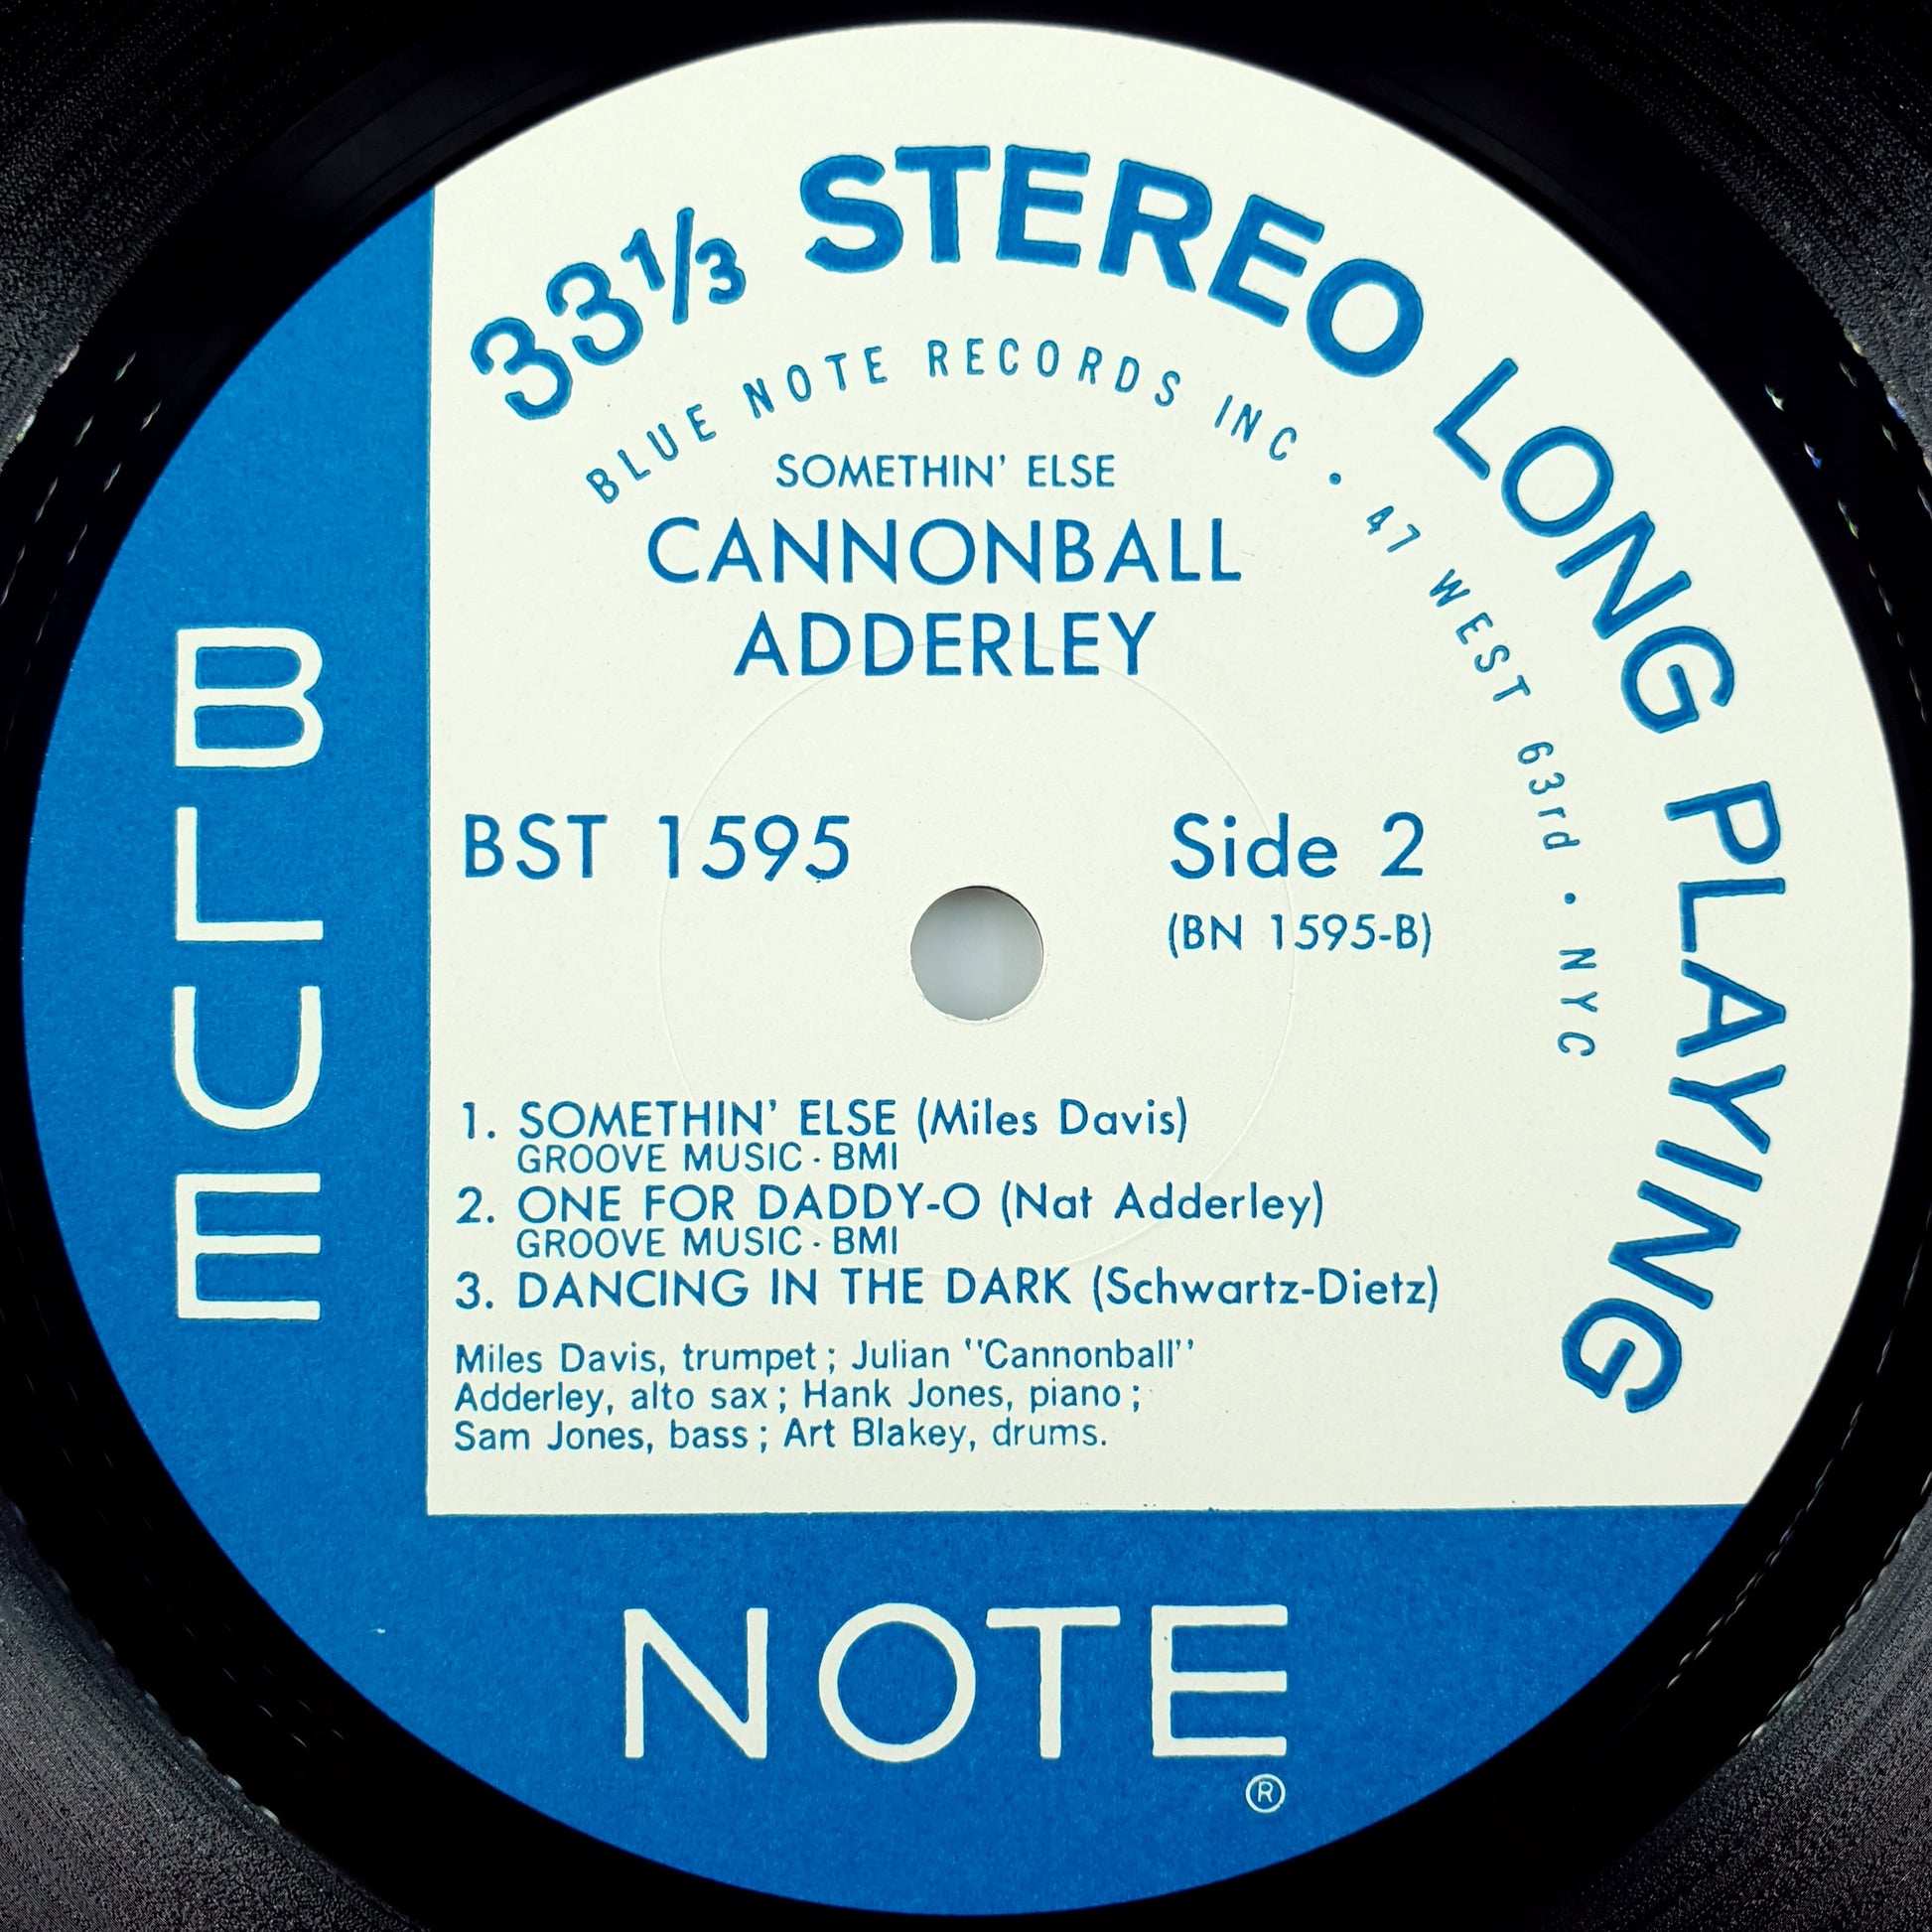 33⅓ STEREO LONG PLAYING
BLUE NOTE RECORDS INC • 47 WEST 63rd • NYC
SOMETHIN' ELSE
CANNONBALL
ADDERLEY
BST 1595
Side 2
(BN 1595-B)
1. SOMETHIN' ELSE (Miles Davis)
GROOVE MUSIC · BMI
2. ONE FOR DADDY-O (Nat Adderley)
GROOVE MUSIC · BMI
3. DANCING IN THE DARK (Schwartz-Dietz)
Miles Davis, trumpet; Julian "Cannonball"
Adderley, alto sax; Hank Jones, piano;
Sam Jones, bass; Art Blakey, drums.
BLUE
NOTE
®